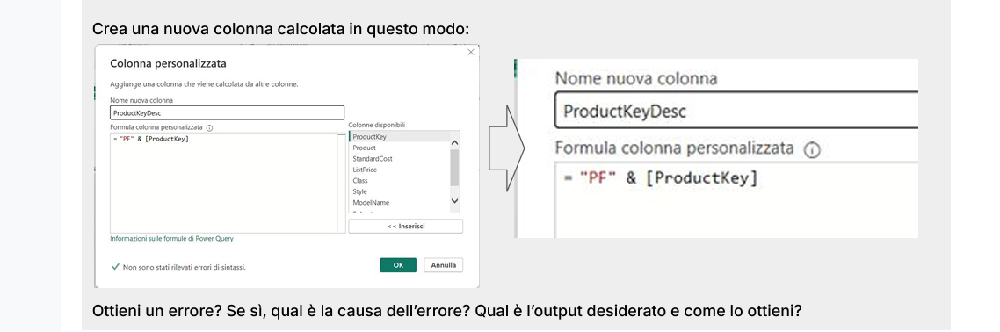 Crea una nuova colonna calcolata in questo modo:
Colonna personalizzata
Aggiunge una colonna che viene calcolata da altre colonne.
Nome nuova colonna
ProductKeyDesc
Formula colonna personalizzata
= "PF" & [ProductKey]
Colonne disponibili
ProductKey
Product
StandardCost
ListPrice
Class
Style
ModelName
<< Inserisci
Informazioni sulle formule di Power Query
Non sono stati rilevati errori di sintassi.
OK
Annulla
Nome nuova colonna
ProductKeyDesc
Formula colonna personalizzata
= "PF" & [ProductKey]
Ottieni un errore? Se sì, qual è la causa dell’errore? Qual è l’output desiderato e come lo ottieni?